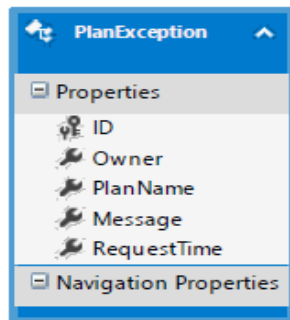 PlanException
Properties
ID
Owner
PlanName
Message
RequestTime
Navigation Properties